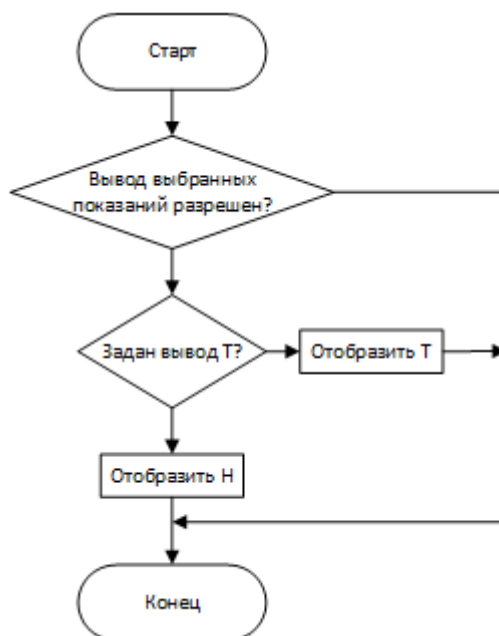 Старт
Вывод выбранных
показаний разрешен?
Задан вывод T?
Отобразить T
Отобразить H
Конец